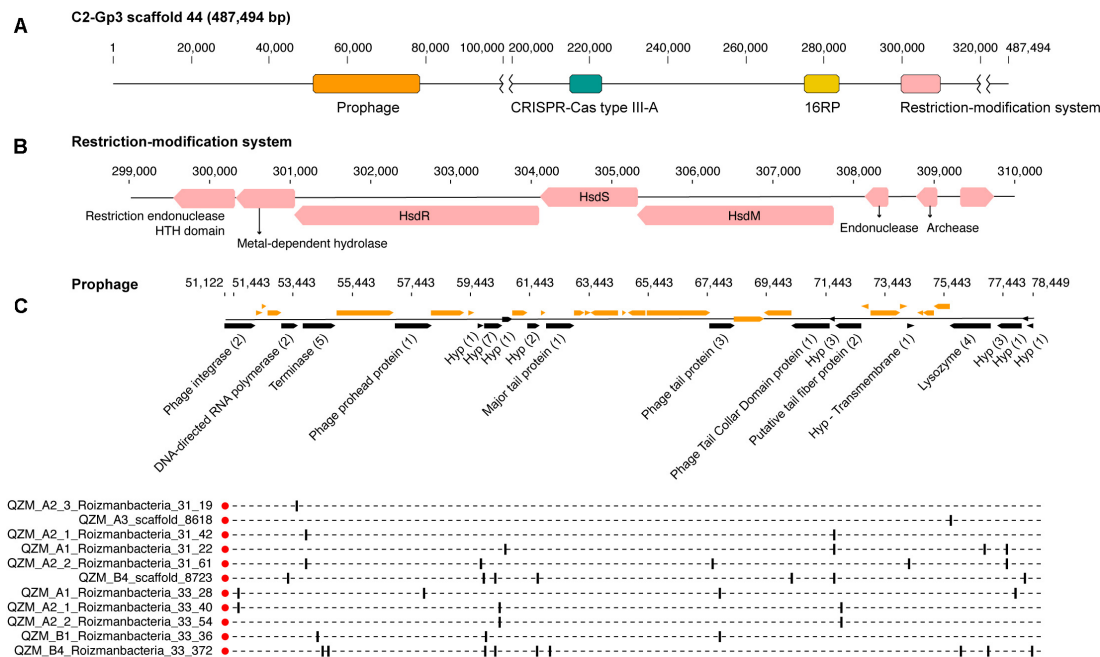 C2-Gp3 scaffold 44 (487,494 bp)
A
1 20,000 40,000 60,000 80,000 100,000 200,000 220,000 240,000 260,000 280,000 300,000 320,000 487,494
Prophage CRISPR-Cas type III-A 16RP Restriction-modification system
B
Restriction-modification system
299,000 300,000 301,000 302,000 303,000 304,000 305,000 306,000 307,000 308,000 309,000 310,000
HsdS
HsdR HsdM
Restriction endonuclease
HTH domain
Metal-dependent hydrolase
Endonuclease Archease
Prophage
C
51,122 51,443 53,443 55,443 57,443 59,443 61,443 63,443 65,443 67,443 69,443 71,443 73,443 75,443 77,443 78,449
Phage integrase (2)
DNA-directed RNA polymerase (2)
Terminase (5)
Phage prohead protein (1)
Hyp (1)
Hyp (7)
Hyp (1)
Hyp (2)
Major tail protein (1)
Phage tail protein (3)
Phage Tail Collar Domain protein (1)
Hyp (3)
Putative tail fiber protein (2)
Hyp - Transmembrane (1)
Lysozyme (4)
Hyp (3)
Hyp (1)
Hyp (1)
QZM_A2_3_Roizmanbacteria_31_19
QZM_A3_scaffold_8618
QZM_A2_1_Roizmanbacteria_31_42
QZM_A1_Roizmanbacteria_31_22
QZM_A2_2_Roizmanbacteria_31_61
QZM_B4_scaffold_8723
QZM_A1_Roizmanbacteria_33_28
QZM_A2_1_Roizmanbacteria_33_40
QZM_A2_2_Roizmanbacteria_33_54
QZM_B1_Roizmanbacteria_33_36
QZM_B4_Roizmanbacteria_33_372